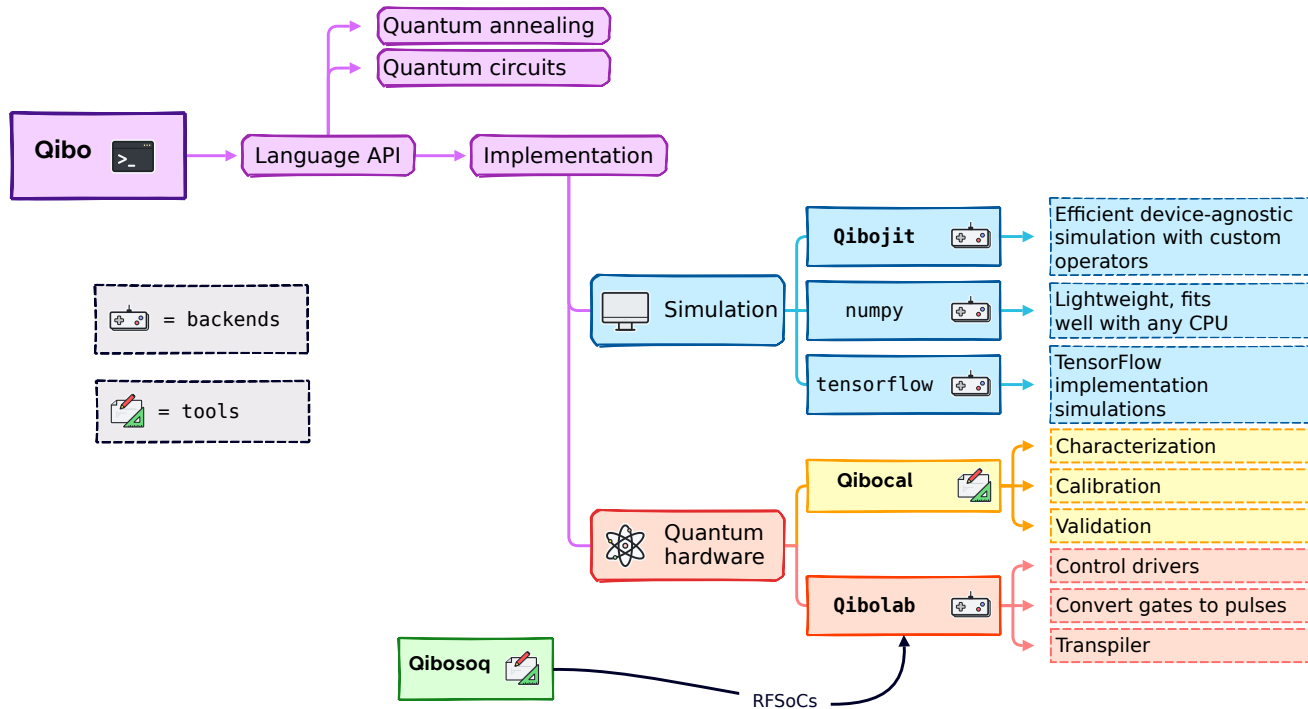 Quantum annealing
Quantum circuits
Qibo
>_
Language API
Implementation
Qibojit
Efficient device-agnostic
simulation with custom
operators
Simulation
numpy
Lightweight, fits
well with any CPU
tensorflow
TensorFlow
implementation
simulations
= backends
= tools
Quantum
hardware
Qibocal
Characterization
Calibration
Validation
Qibolab
Control drivers
Convert gates to pulses
Transpiler
Qibosoq
RFSoCs